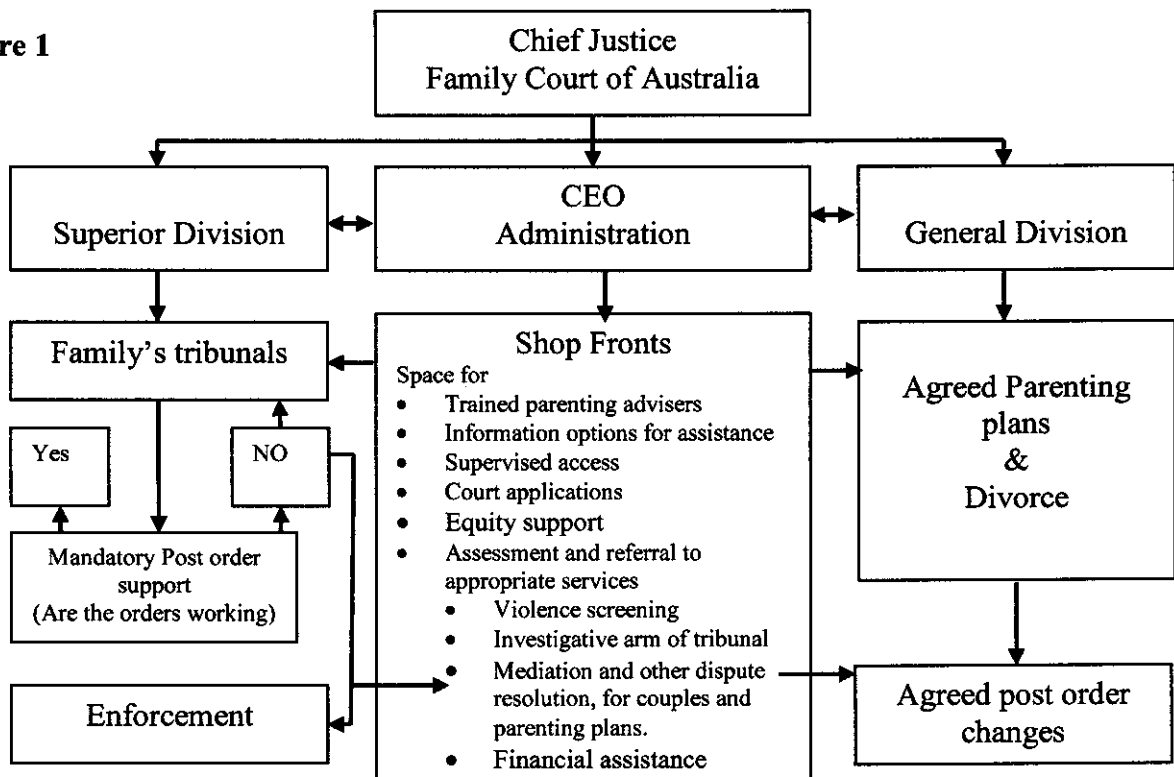 re 1
Chief Justice
Family Court of Australia
Superior Division
CEO
Administration
General Division
Family's tribunals
Yes
NO
Mandatory Post order
support
(Are the orders working)
Enforcement
Shop Fronts
Space for
• Trained parenting advisers
• Information options for assistance
• Supervised access
• Court applications
• Equity support
• Assessment and referral to
appropriate services
• Violence screening
• Investigative arm of tribunal
• Mediation and other dispute
resolution, for couples and
parenting plans.
• Financial assistance
Agreed Parenting
plans
&
Divorce
Agreed post order
changes